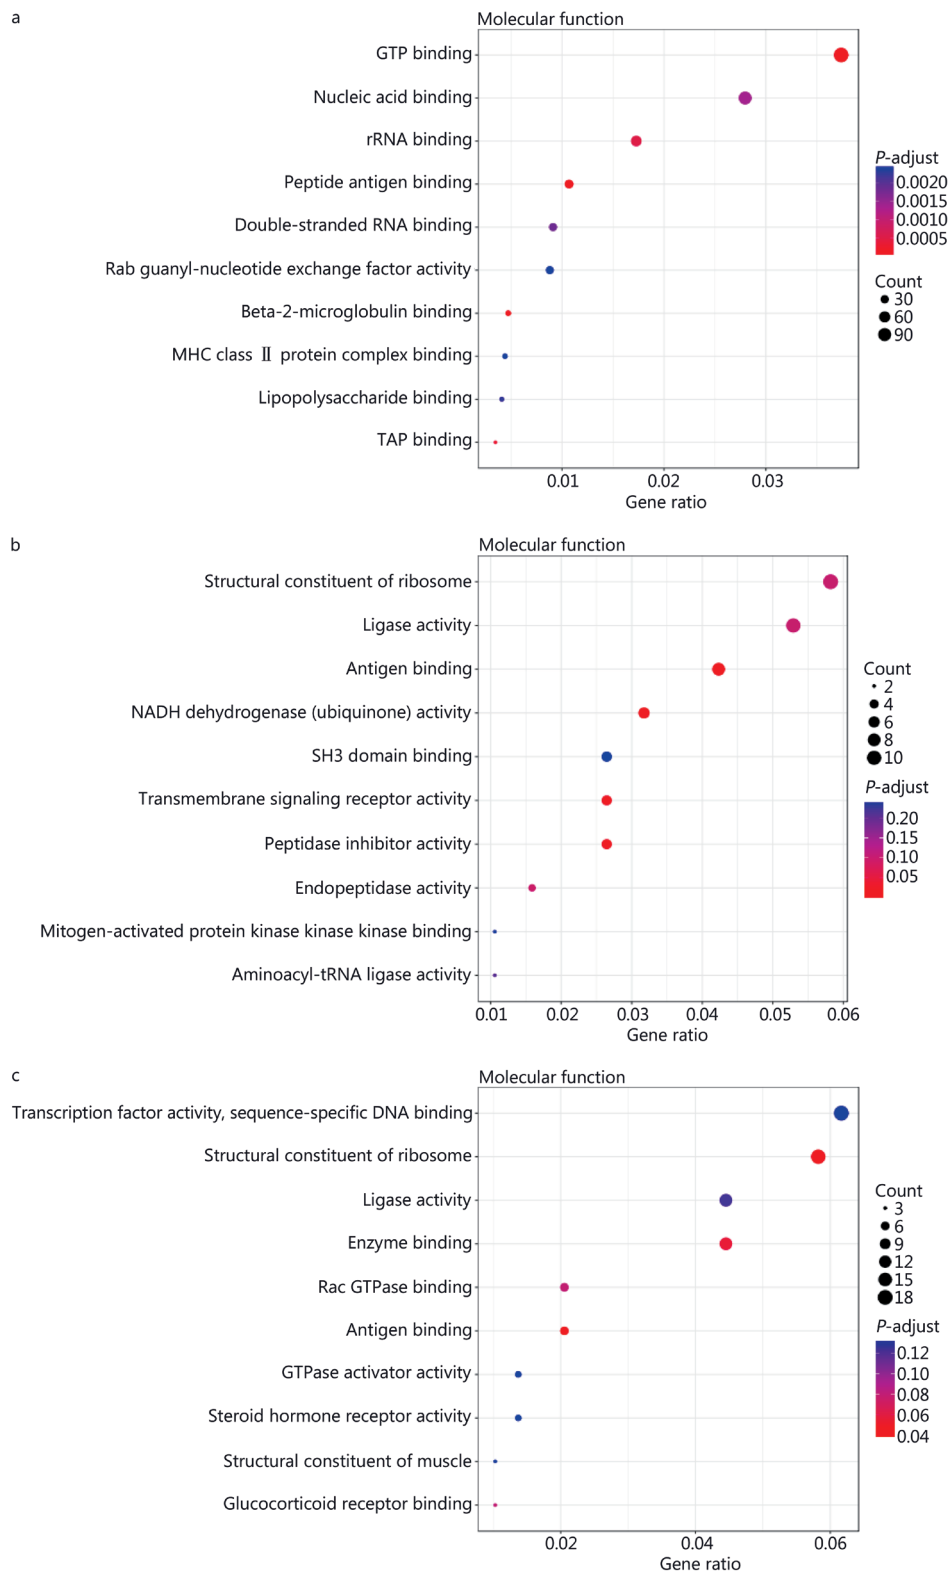 a
Molecular function
GTP binding
Nucleic acid binding
rRNA binding
Peptide antigen binding
Double-stranded RNA binding
Rab guanyl-nucleotide exchange factor activity
Beta-2-microglobulin binding
MHC class Ⅱ protein complex binding
Lipopolysaccharide binding
TAP binding
0.01 0.02 0.03
Gene ratio
P-adjust
0.0020
0.0015
0.0010
0.0005
Count
30
60
90
b
Molecular function
Structural constituent of ribosome
Ligase activity
Antigen binding
NADH dehydrogenase (ubiquinone) activity
SH3 domain binding
Transmembrane signaling receptor activity
Peptidase inhibitor activity
Endopeptidase activity
Mitogen-activated protein kinase kinase kinase binding
Aminoacyl-tRNA ligase activity
0.01 0.02 0.03 0.04 0.05 0.06
Gene ratio
Count
2
4
6
8
10
P-adjust
0.20
0.15
0.10
0.05
c
Molecular function
Transcription factor activity, sequence-specific DNA binding
Structural constituent of ribosome
Ligase activity
Enzyme binding
Rac GTPase binding
Antigen binding
GTPase activator activity
Steroid hormone receptor activity
Structural constituent of muscle
Glucocorticoid receptor binding
0.02 0.04 0.06
Gene ratio
Count
3
6
9
12
15
18
P-adjust
0.12
0.10
0.08
0.06
0.04